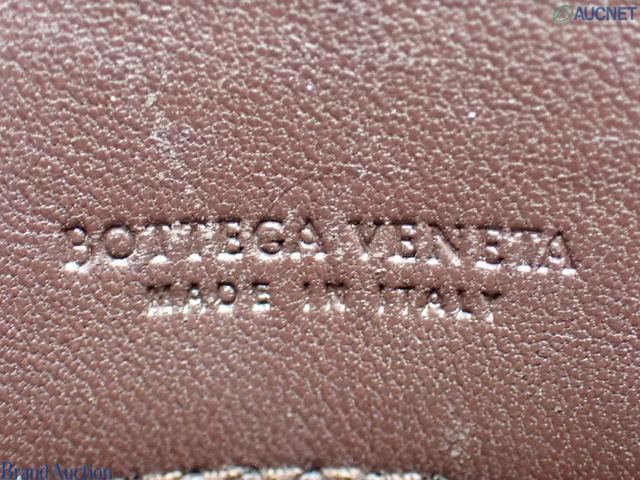 AUCNET
BOTTEGA VENETA
MADE IN ITALY
Brand Auction